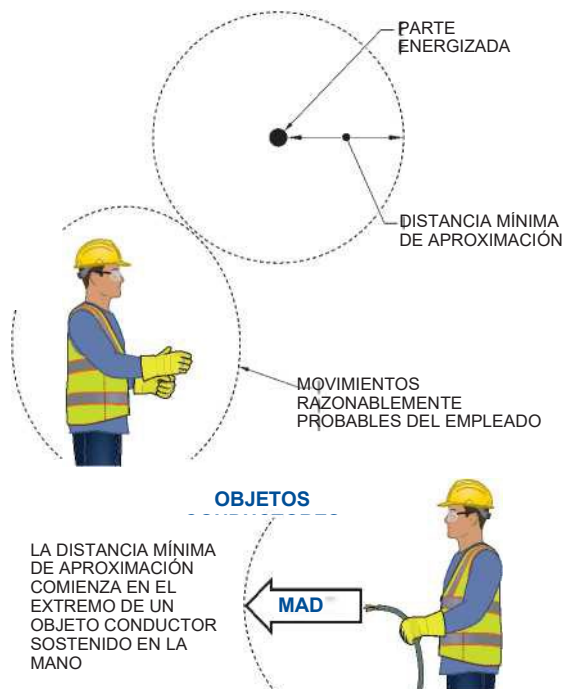 PARTE
ENERGIZADA
DISTANCIA MÍNIMA
DE APROXIMACIÓN
MOVIMIENTOS
RAZONABLEMENTE
PROBABLES DEL EMPLEADO
OBJETOS
LA DISTANCIA MÍNIMA
DE APROXIMACIÓN
COMIENZA EN EL
EXTREMO DE UN
OBJETO CONDUCTOR
SOSTENIDO EN LA
MANO
MAD